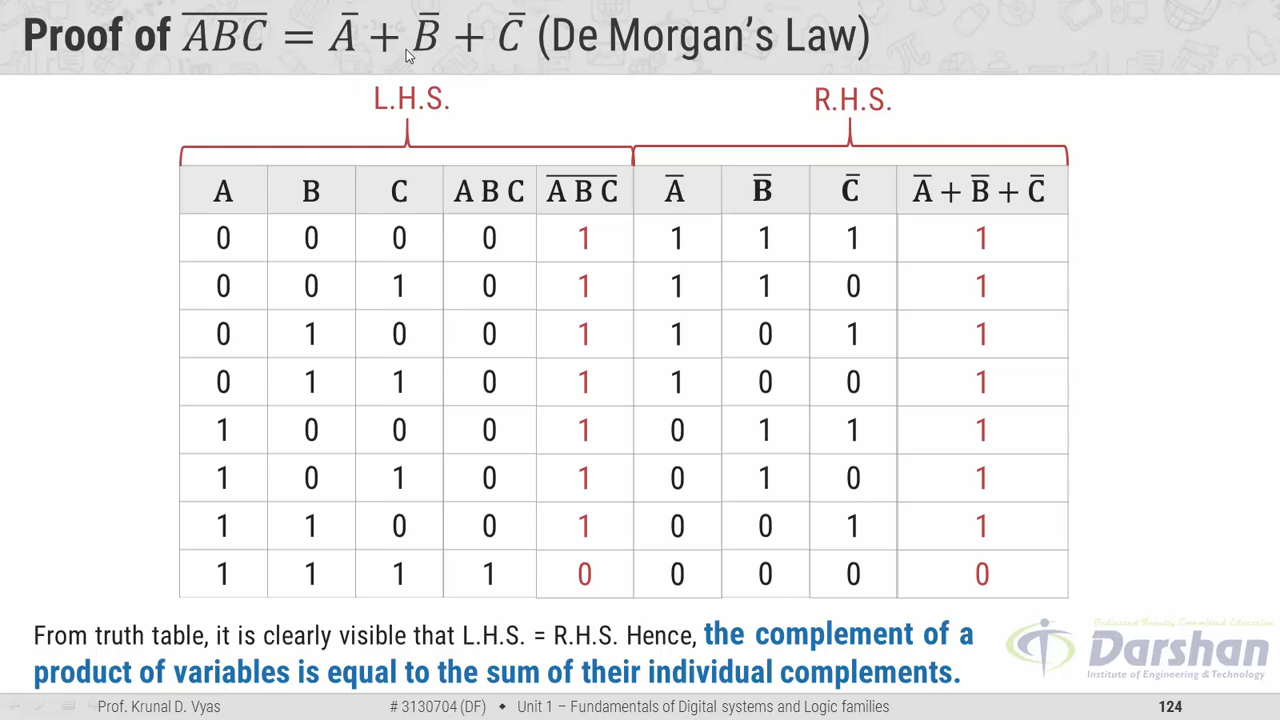 Proof of A̅B̅C̅ = A̅ + B̅ + C̅ (De Morgan’s Law)
L.H.S. R.H.S.
A B C A B C A̅ ̅B̅ ̅C̅ A̅ B̅ C̅ A̅ + B̅ + C̅
0 0 0 0 1 1 1 1 1
0 0 1 0 1 1 1 0 1
0 1 0 0 1 1 0 1 1
0 1 1 0 1 1 0 0 1
1 0 0 0 1 0 1 1 1
1 0 1 0 1 0 1 0 1
1 1 0 0 1 0 0 1 1
1 1 1 1 0 0 0 0 0
From truth table, it is clearly visible that L.H.S. = R.H.S. Hence, the complement of a
product of variables is equal to the sum of their individual complements.
Dedicated Faculty Committed Education
Darshan
Institute of Engineering & Technology
Prof. Krunal D. Vyas # 3130704 (DF) ◆ Unit 1 – Fundamentals of Digital systems and Logic families 124